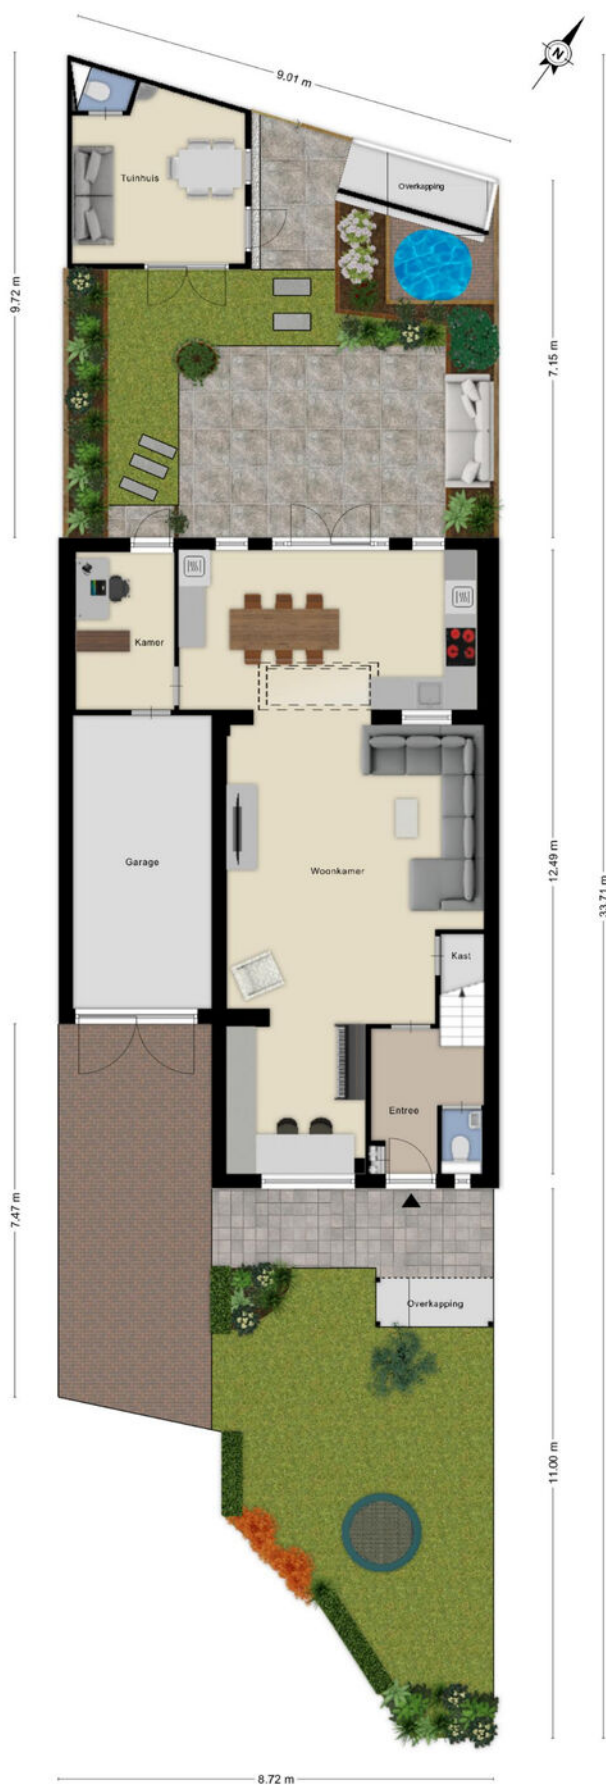 N
9.01 m
Tuinhuis
Overkapping
9.72 m
7.15 m
Kamer
Garage
Woonkamer
12.49 m
33.71 m
Kast
Entree
7.47 m
Overkapping
11.00 m
8.72 m